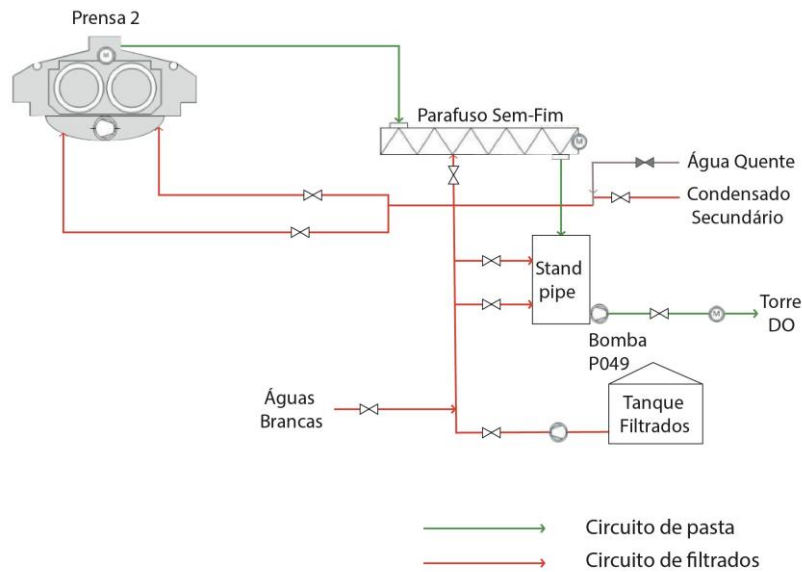 Prensa 2
M
Parafuso Sem-Fim
M
Água Quente
Condensado
Secundário
Stand
pipe
M
Torre
DO
Bomba
P049
Águas
Brancas
Tanque
Filtrados
Circuito de pasta
Circuito de filtrados